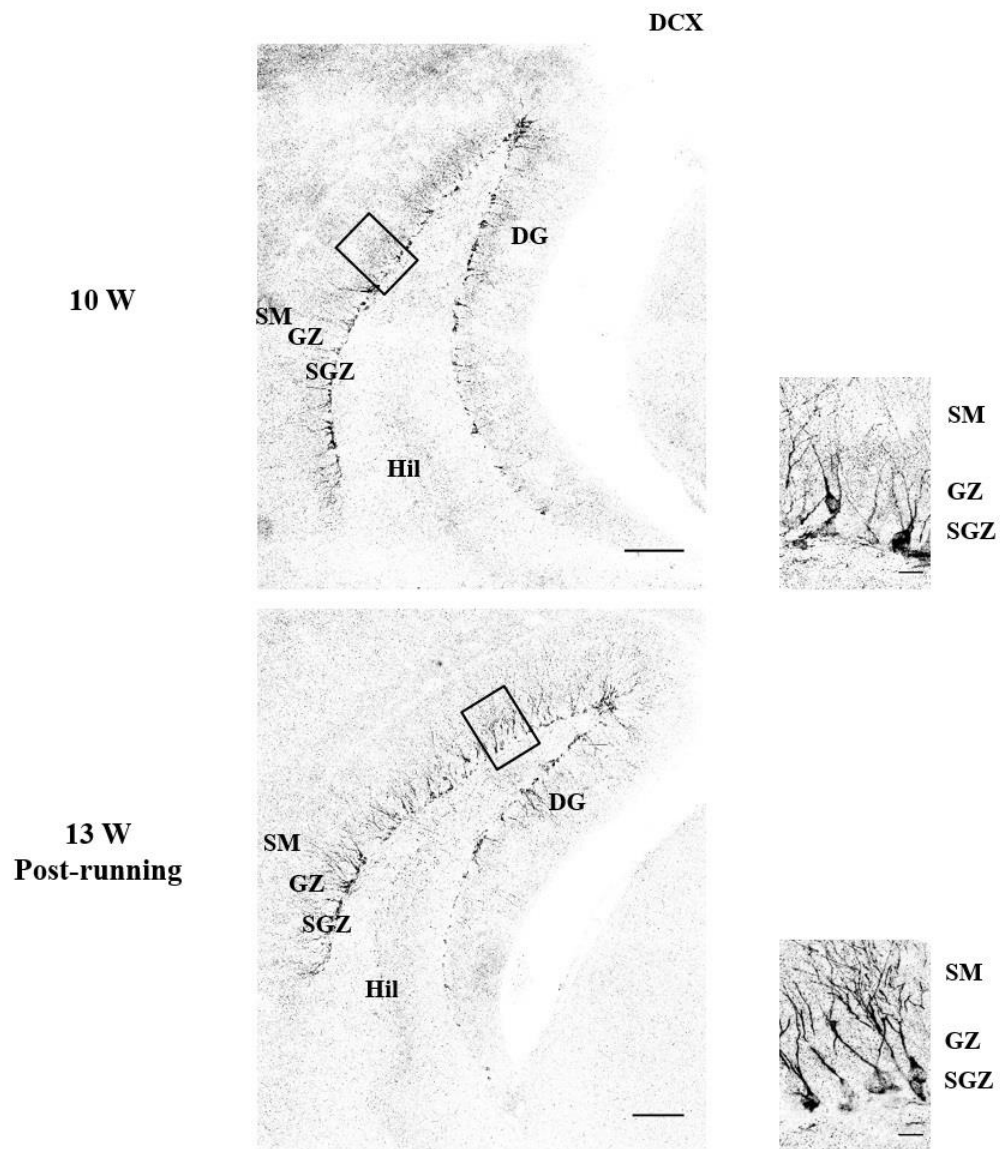 DCX
10 W
DG
SM
GZ
SGZ
Hil
SM
GZ
SGZ
13 W
Post-running
DG
SM
GZ
SGZ
Hil
SM
GZ
SGZ